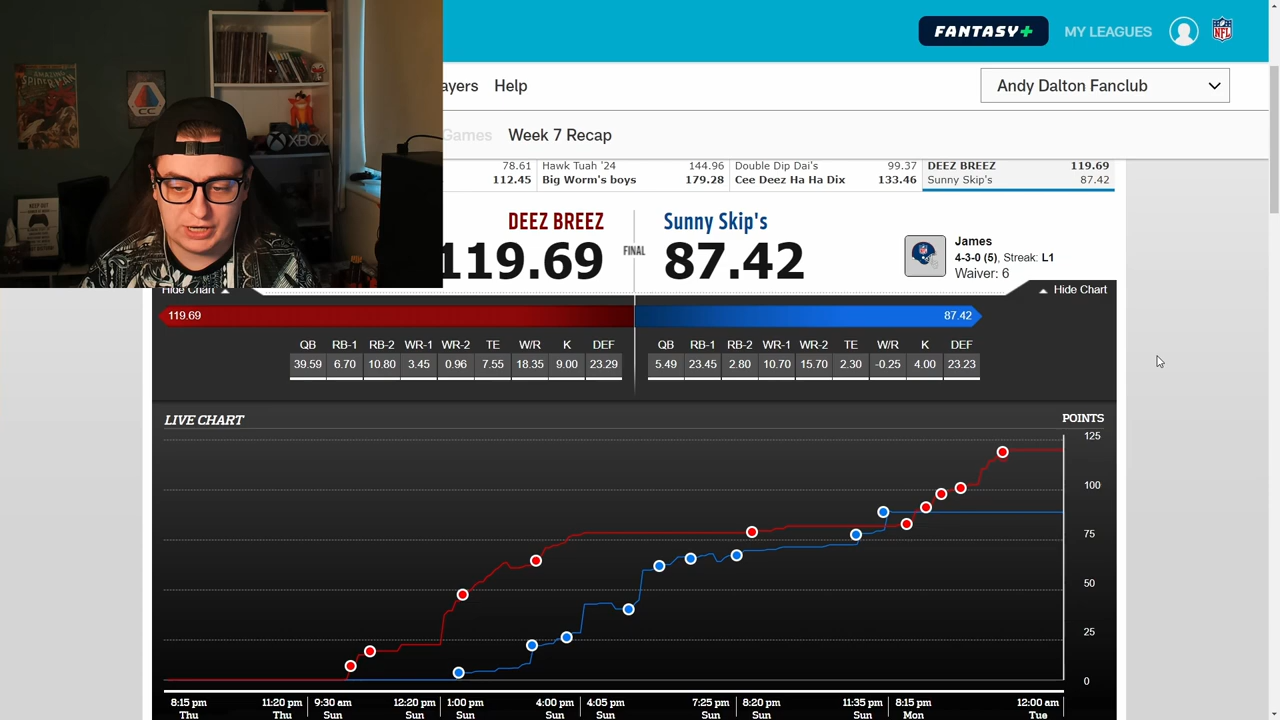 AMAZING
SPIDER-MAN
CC
XBOX
KEEP
OUT
FANTASY+
MY LEAGUES
NFL
ayers Help
Andy Dalton Fanclub
Games Week 7 Recap
78.61 Hawk Tuah '24 144.96 Double Dip Dai's 99.37 DEEZ BREEZ 119.69
112.45 Big Worm's boys 179.28 Cee Deez Ha Ha Dix 133.46 Sunny Skip's 87.42
DEEZ BREEZ
119.69
FINAL
Sunny Skip's
87.42
James
4-3-0 (5), Streak: L1
Waiver: 6
Hide Chart
Hide Chart
119.69 87.42
QB RB-1 RB-2 WR-1 WR-2 TE W/R K DEF
39.59 6.70 10.80 3.45 0.96 7.55 18.35 9.00 23.29
QB RB-1 RB-2 WR-1 WR-2 TE W/R K DEF
5.49 23.45 2.80 10.70 15.70 2.30 -0.25 4.00 23.23
LIVE CHART POINTS
125
100
75
50
25
0
8:15 pm 11:20 pm 9:30 am 12:20 pm 1:00 pm 4:00 pm 4:05 pm 7:25 pm 8:20 pm 11:35 pm 8:15 pm 12:00 am
Thu Thu Sun Sun Sun Sun Sun Sun Sun Sun Mon Tue